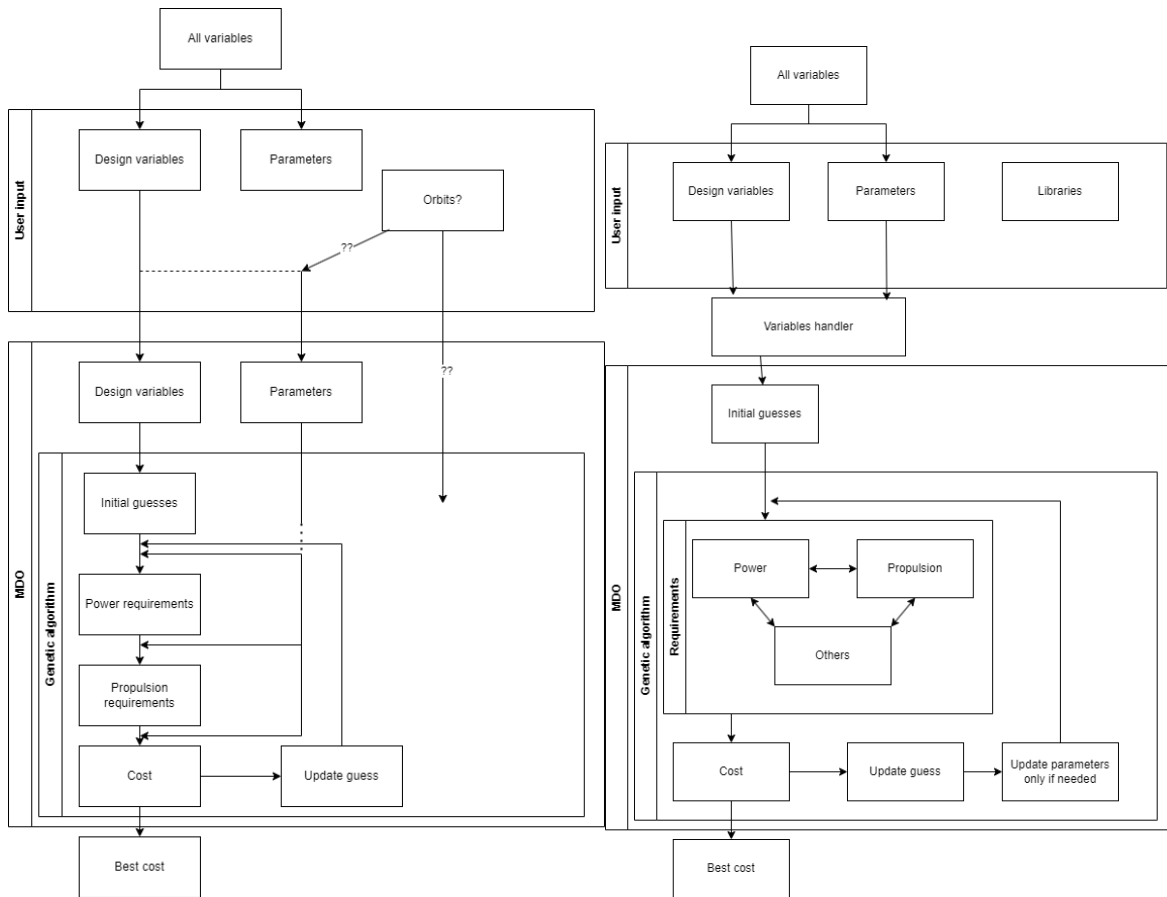 All variables
User input
Design variables
Parameters
Orbits?
??
??
MDO
Design variables
Parameters
Genetic algorithm
Initial guesses
Power requirements
Propulsion
requirements
Cost
Update guess
Best cost
All variables
User input
Design variables
Parameters
Libraries
Variables handler
MDO
Initial guesses
Genetic algorithm
Requirements
Power
Propulsion
Others
Cost
Update guess
Update parameters
only if needed
Best cost